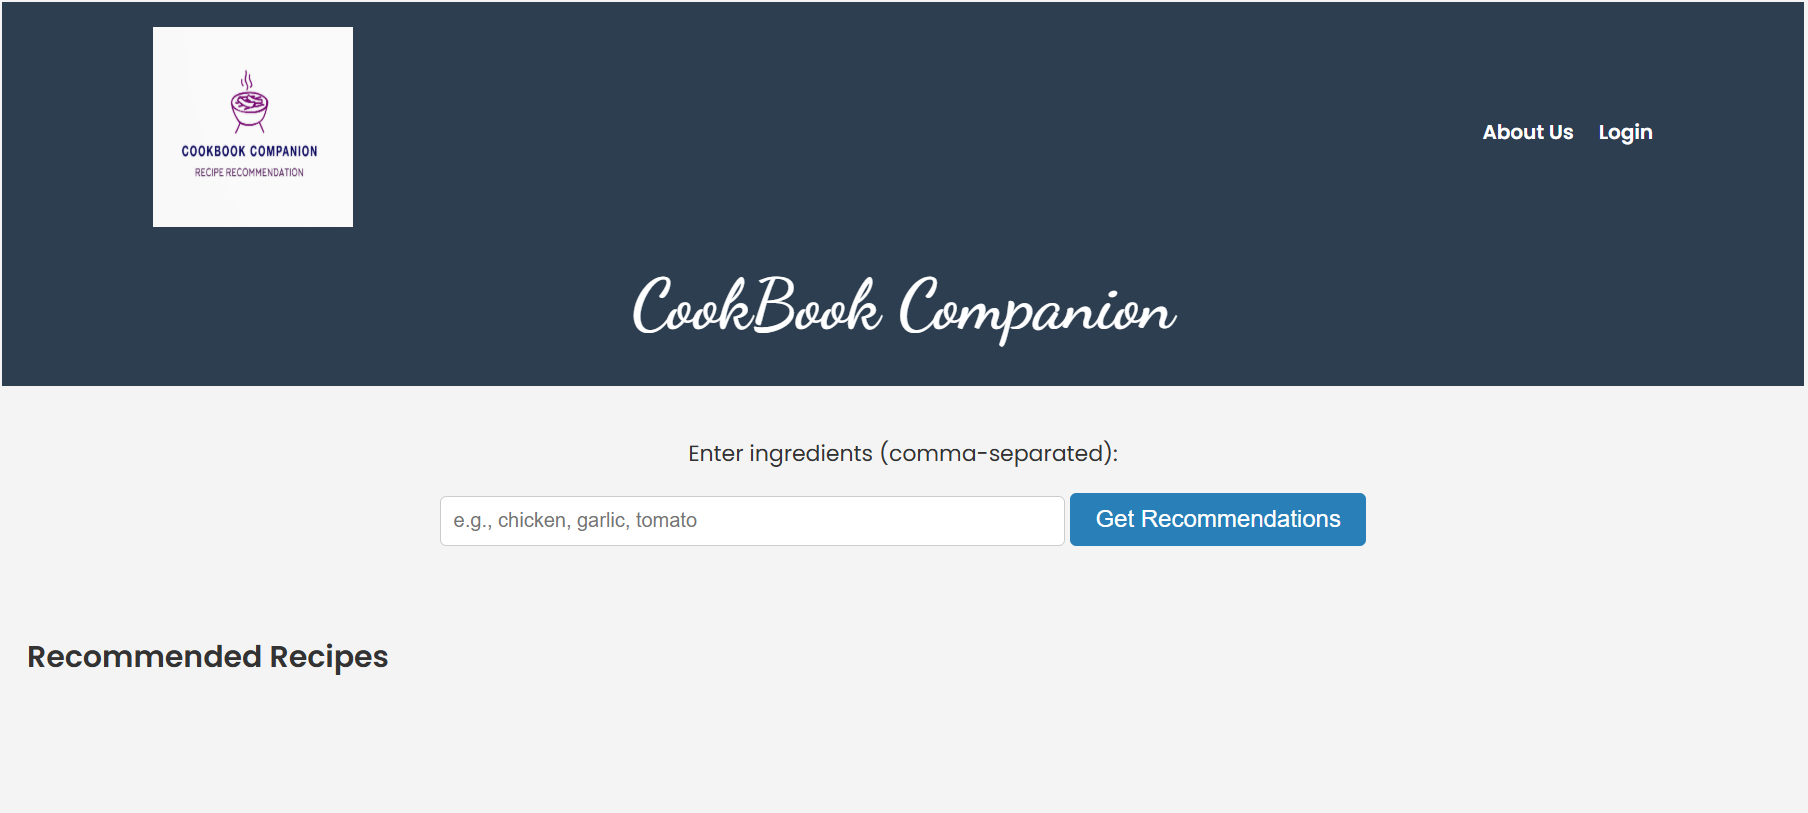 COOKBOOK COMPANION
RECIPE RECOMMENDATION
About Us Login
CookBook Companion
Enter ingredients (comma-separated):
e.g., chicken, garlic, tomato Get Recommendations
Recommended Recipes